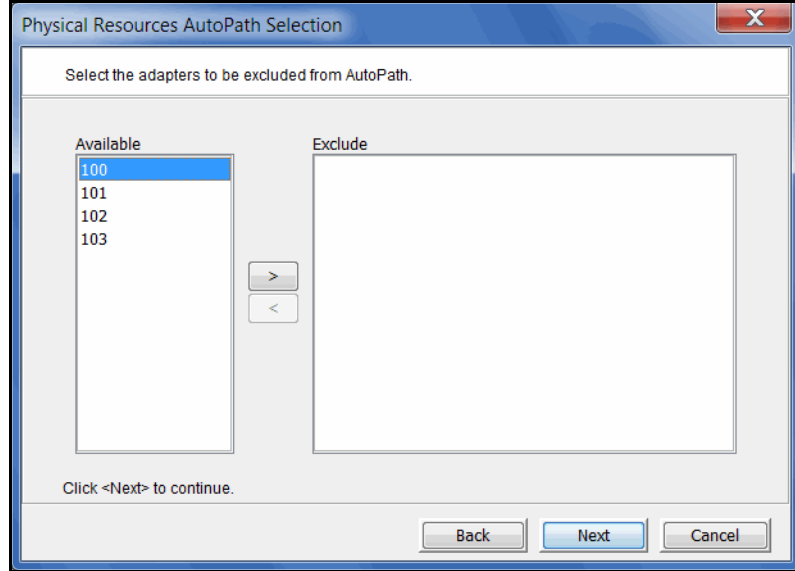 Physical Resources AutoPath Selection
X
Select the adapters to be excluded from AutoPath.
Available
Exclude
100
101
102
103
>
<
Click <Next> to continue.
Back
Next
Cancel